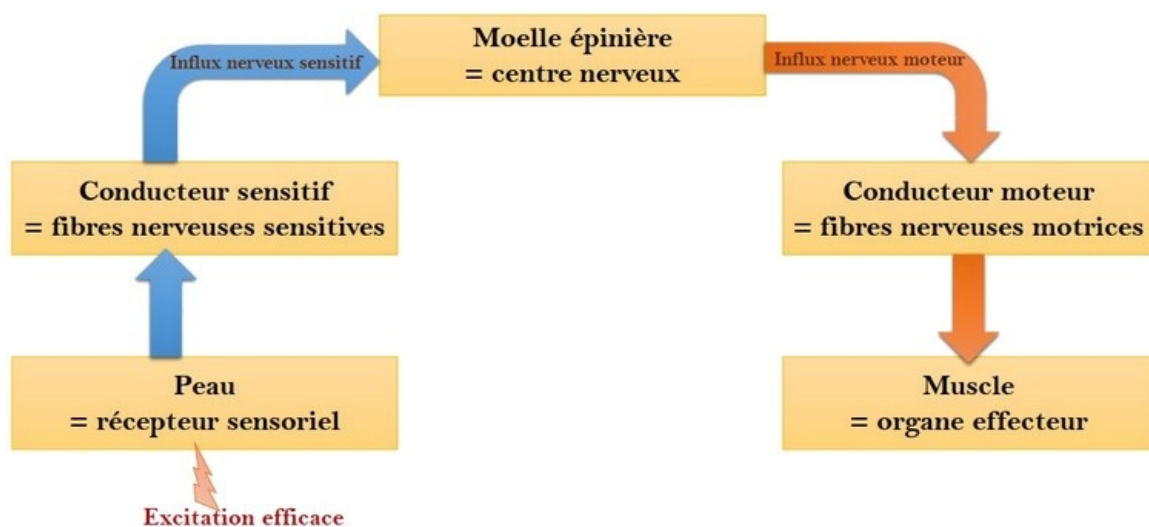 Moelle épinière
= centre nerveux
Influx nerveux sensitif
Influx nerveux moteur
Conducteur sensitif
= fibres nerveuses sensitives
Conducteur moteur
= fibres nerveuses motrices
Peau
= récepteur sensoriel
Muscle
= organe effecteur
Excitation efficace